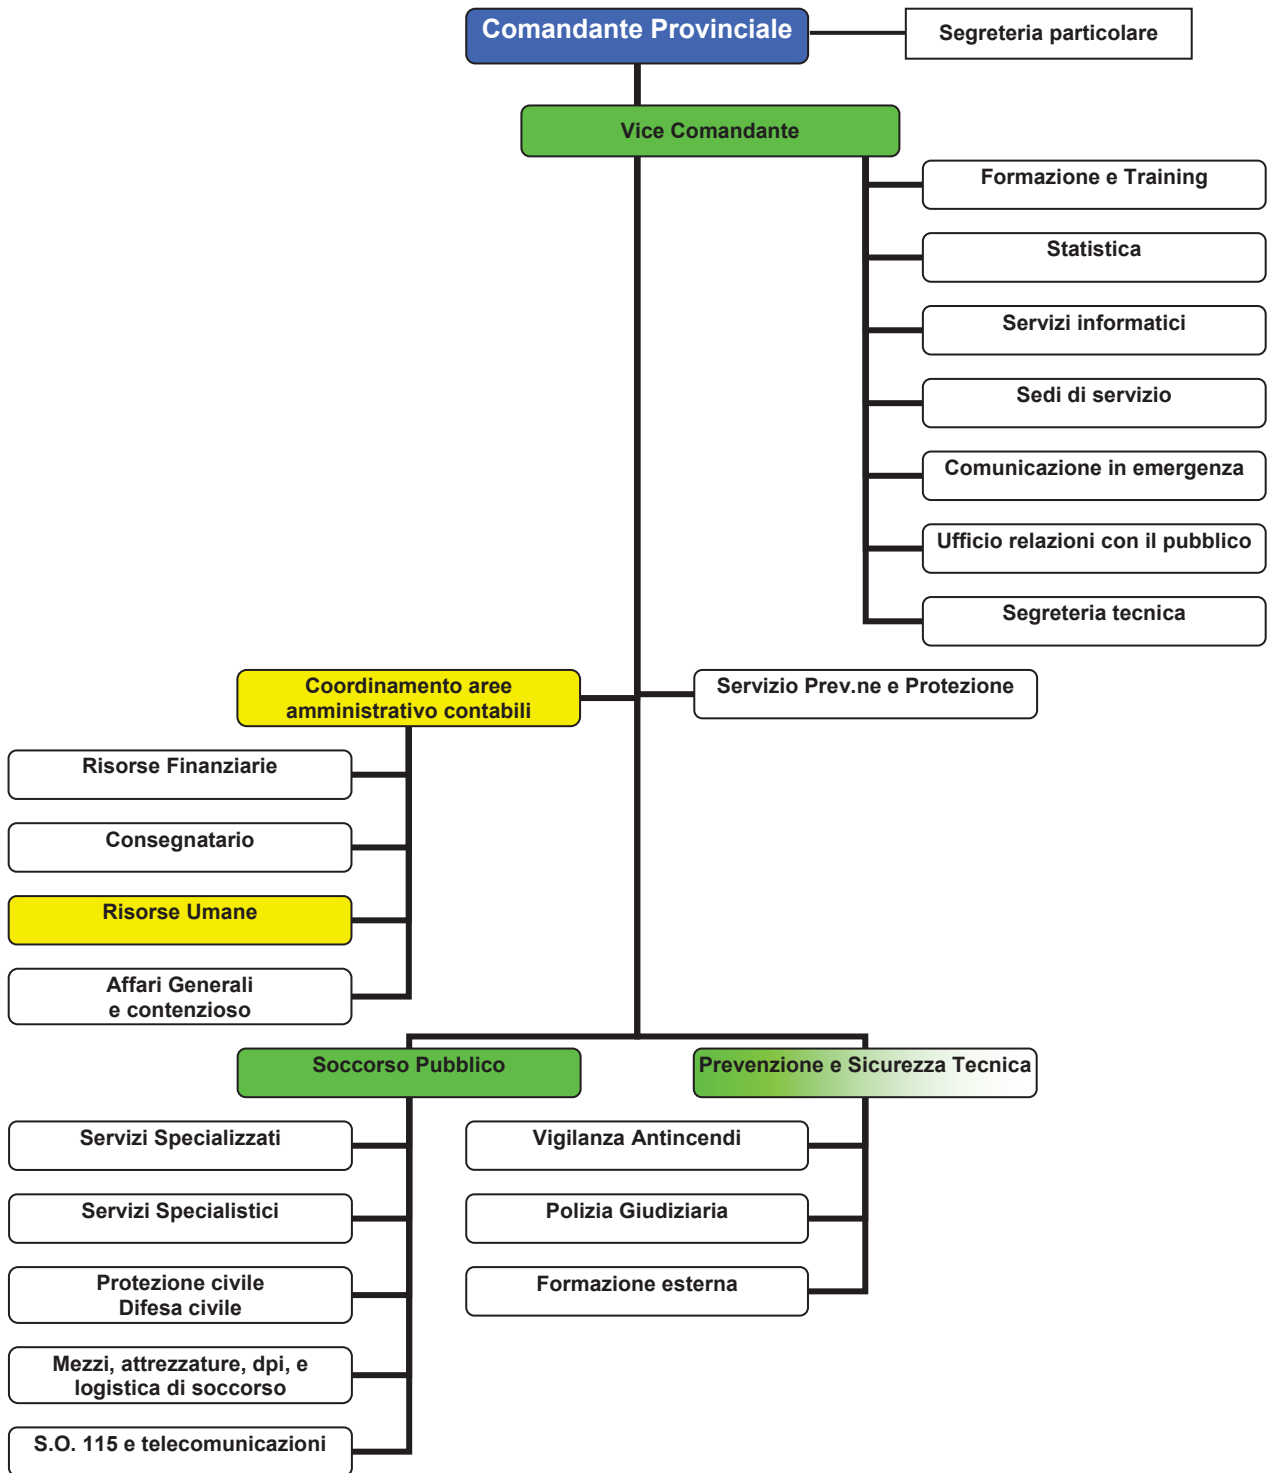 Comandante Provinciale
Segreteria particolare
Vice Comandante
Formazione e Training
Statistica
Servizi informatici
Sedi di servizio
Comunicazione in emergenza
Ufficio relazioni con il pubblico
Segreteria tecnica
Coordinamento aree
amministrativo contabili
Servizio Prev.ne e Protezione
Risorse Finanziarie
Consegnatario
Risorse Umane
Affari Generali
e contenzioso
Soccorso Pubblico
Prevenzione e Sicurezza Tecnica
Servizi Specializzati
Servizi Specialistici
Protezione civile
Difesa civile
Mezzi, attrezzature, dpi, e
logistica di soccorso
S.O. 115 e telecomunicazioni
Vigilanza Antincendi
Polizia Giudiziaria
Formazione esterna